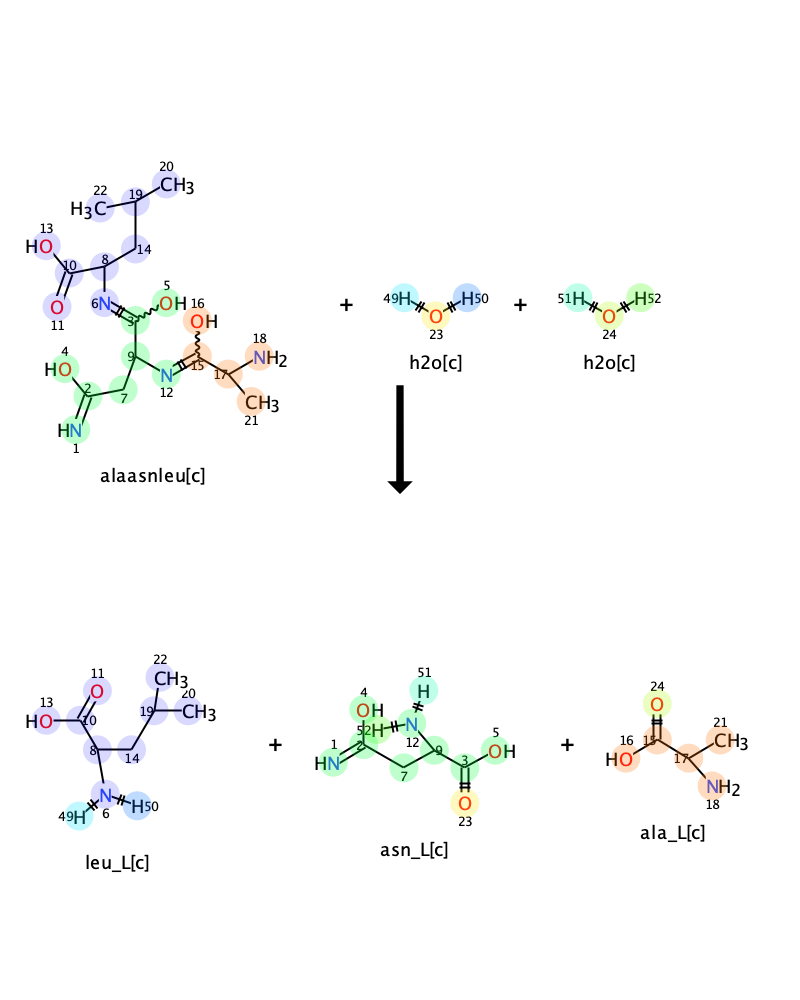 20
22
19
CH3
H3C
13
HO
10
8
14
5
6N
OH
16
11
3
OH
18
4
9
NH2
HO
15
2
N
17
12
7
CH3
HN
21
1
alaasnleu[c]
+
49H
H50
O
23
h2o[c]
+
51H
H52
O
24
h2o[c]
11
22
O
CH3
13
20
HO
10
19
CH3
8
14
N
H50
49H
6
leu_L[c]
+
51
4
H
OH
52H
N
5
1
2
12
9
OH
HN
3
7
O
23
asn_L[c]
+
24
O
21
16
15
CH3
HO
17
NH2
18
ala_L[c]